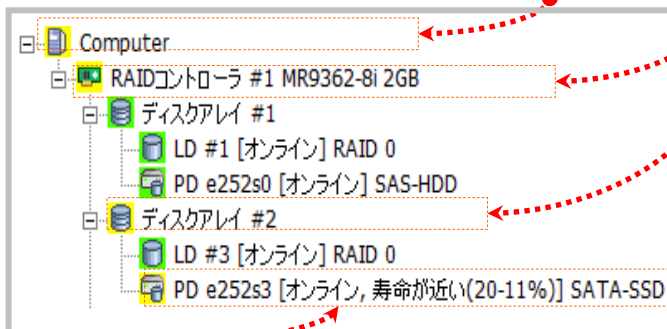 Computer
RAIDコントローラ #1 MR9362-8i 2GB
ディスクアレイ #1
LD #1 [オンライン] RAID 0
PD e252s0 [オンライン] SAS-HDD
ディスクアレイ #2
LD #3 [オンライン] RAID 0
PD e252s3 [オンライン, 寿命が近い(20-11%)] SATA-SSD